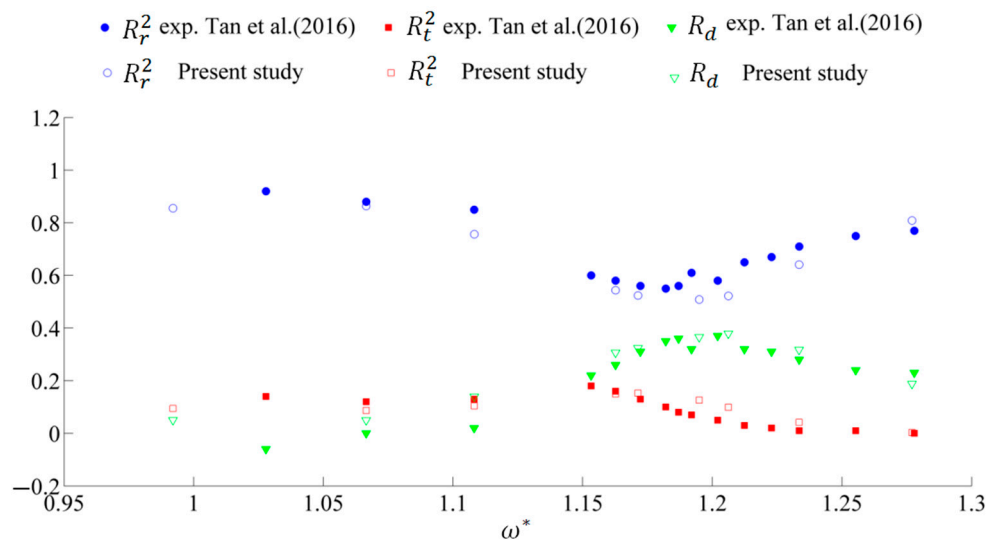 R_r^2 exp. Tan et al.(2016) R_t^2 exp. Tan et al.(2016) R_d exp. Tan et al.(2016)
R_r^2 Present study R_t^2 Present study R_d Present study
1.2
1
0.8
0.6
0.4
0.2
0
−0.2
0.95 1 1.05 1.1 1.15 1.2 1.25 1.3
ω*